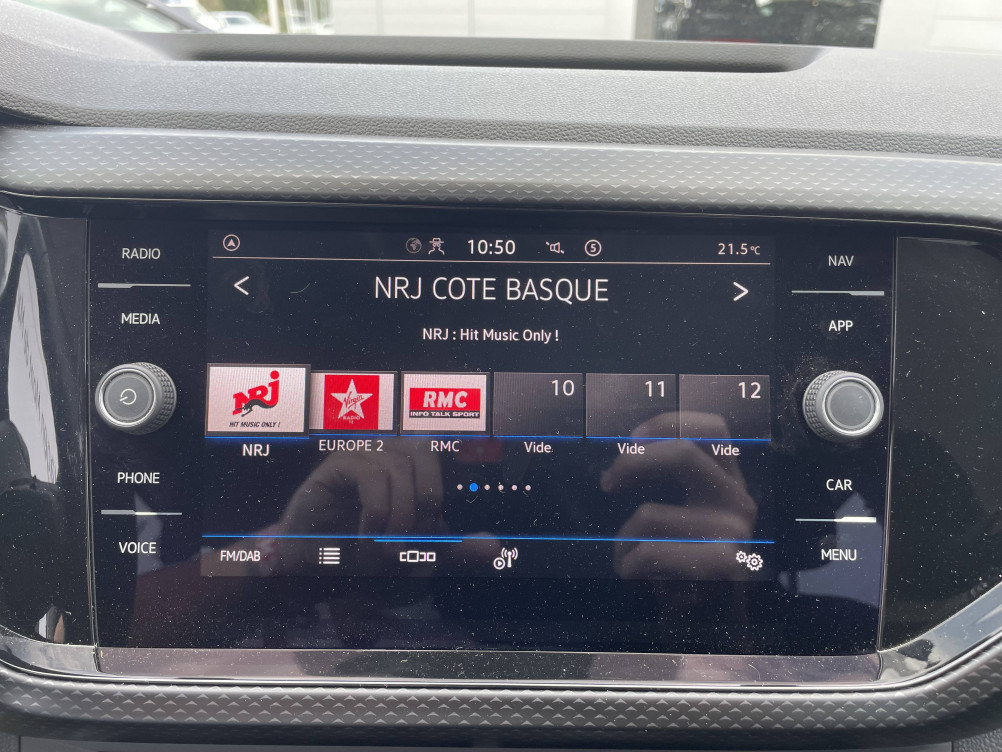 RADIO
MEDIA
PHONE
VOICE
10:50
5
21.5°C
NRJ COTE BASQUE
NRJ : Hit Music Only !
NRJ
HIT MUSIC ONLY !
Virgin
RADIO
RMC
INFO TALK SPORT
10
11
12
NRJ
EUROPE 2
RMC
Vide
Vide
Vide
FM/DAB
NAV
APP
CAR
MENU